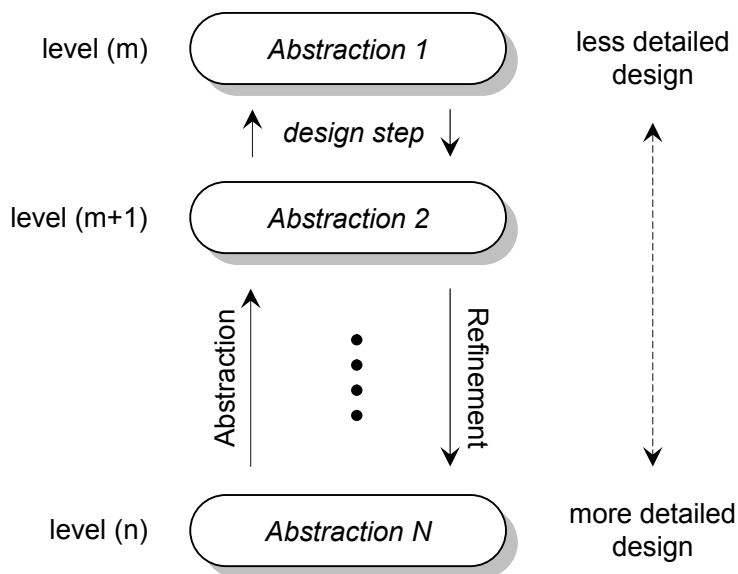 level (m)
Abstraction 1
less detailed
design
design step
level (m+1)
Abstraction 2
Abstraction
Refinement
level (n)
Abstraction N
more detailed
design